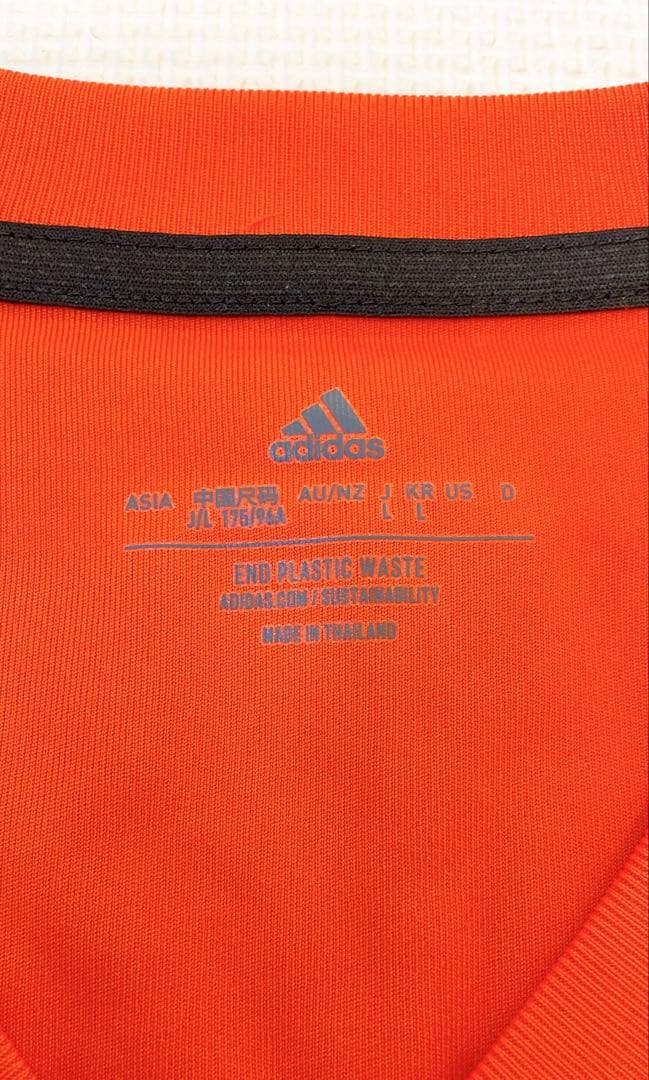 adidas
ASIA 中国尺码 AU/NZ J KR US D
J/L 175/96A L L
END PLASTIC WASTE
ADIDAS.COM/SUSTAINABILITY
MADE IN THAILAND